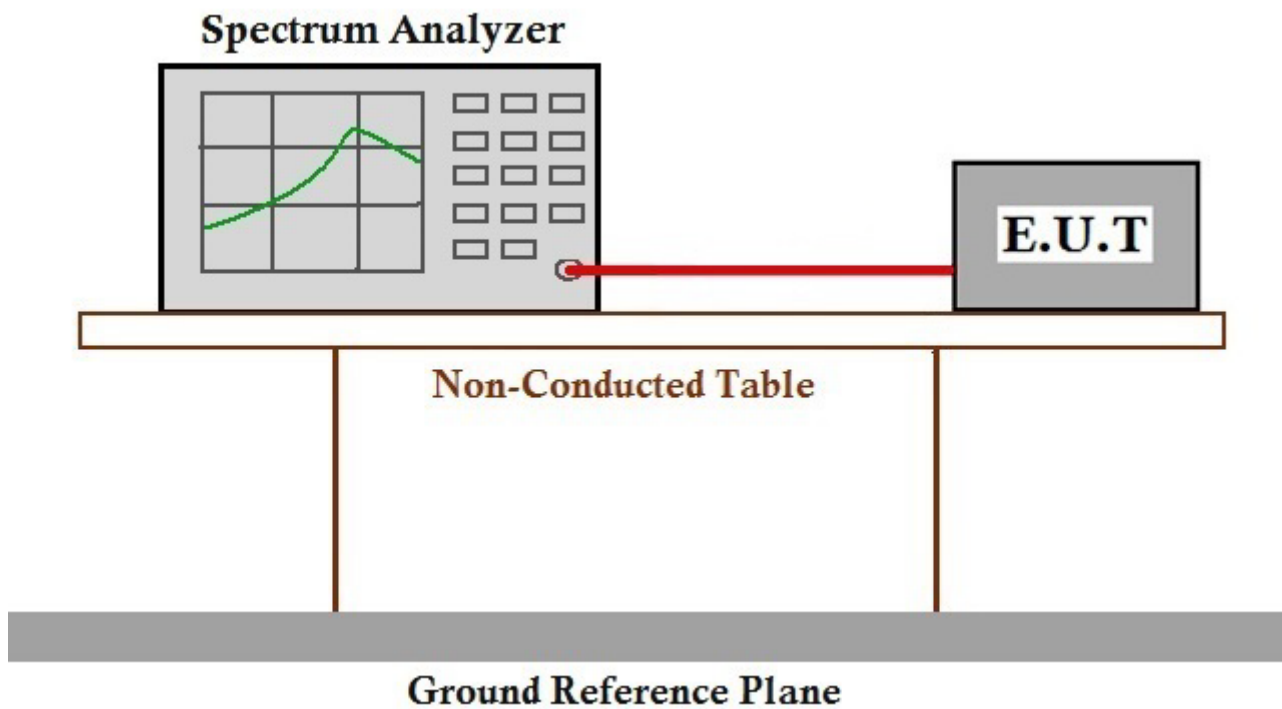 Spectrum Analyzer
E.U.T
Non-Conducted Table
Ground Reference Plane